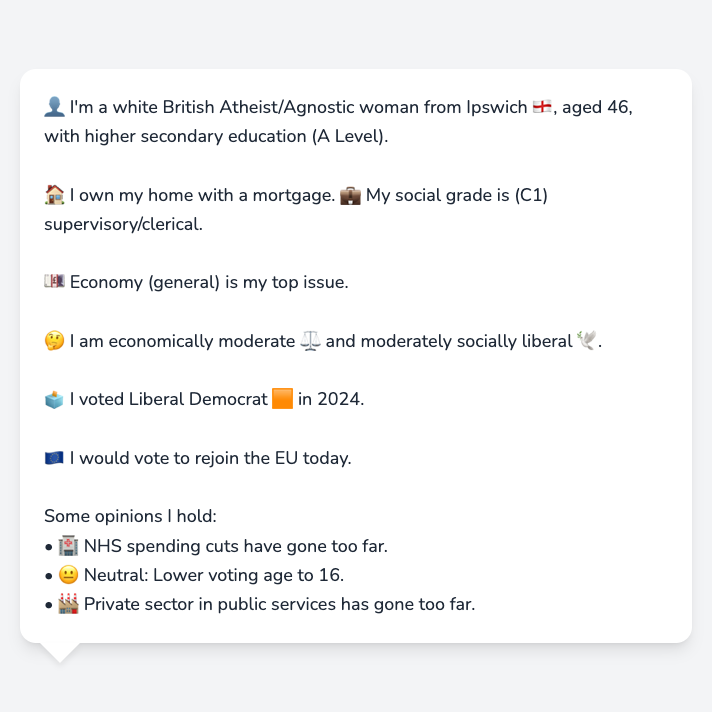 👤 I'm a white British Atheist/Agnostic woman from Ipswich 🏴󠁧󠁢󠁥󠁮󠁧󠁿, aged 46,
with higher secondary education (A Level).
🏠 I own my home with a mortgage. 💼 My social grade is (C1)
supervisory/clerical.
💷 Economy (general) is my top issue.
🤔 I am economically moderate ⚖️ and moderately socially liberal 🕊️.
🗳️ I voted Liberal Democrat 🟧 in 2024.
🇪🇺 I would vote to rejoin the EU today.
Some opinions I hold:
• 🏥 NHS spending cuts have gone too far.
• 😐 Neutral: Lower voting age to 16.
• 🏭 Private sector in public services has gone too far.